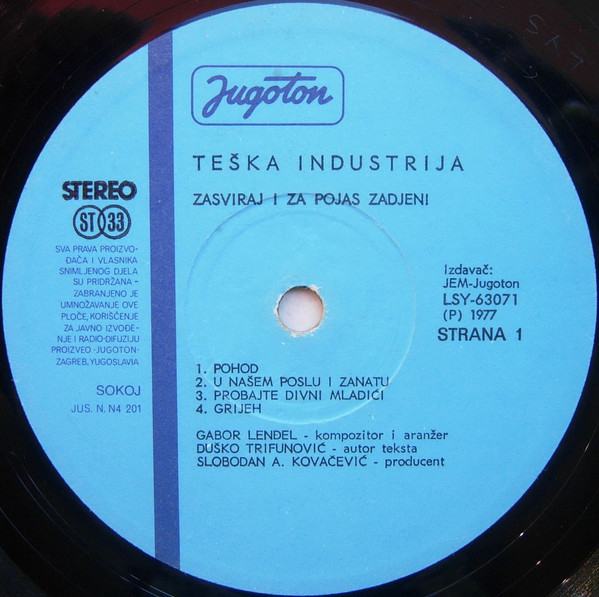 Jugoton
TEŠKA INDUSTRIJA
ZASVIRAJ I ZA POJAS ZADJENI
STEREO
ST 33
SVA PRAVA PROIZVO-
ĐAČA I VLASNIKA
SNIMLJENOG DJELA
SU PRIDRŽANA -
ZABRANJENO JE
UMNOŽAVANJE OVE
PLOČE, KORIŠČENJE
ZA JAVNO IZVOĐE-
NJE I RADIO-DIFUZIJU
PROIZVEO ·JUGOTON·
ZAGREB, YUGOSLAVIA
SOKOJ
JUS. N. N4 201
Izdavač:
JEM-Jugoton
LSY-63071
(P) 1977
STRANA 1
1. POHOD
2. U NAŠEM POSLU I ZANATU
3. PROBAJTE DIVNI MLADIĆI
4. GRIJEH
GABOR LENĐEL - kompozitor i aranžer
DUŠKO TRIFUNOVIĆ - autor teksta
SLOBODAN A. KOVAČEVIĆ - producent